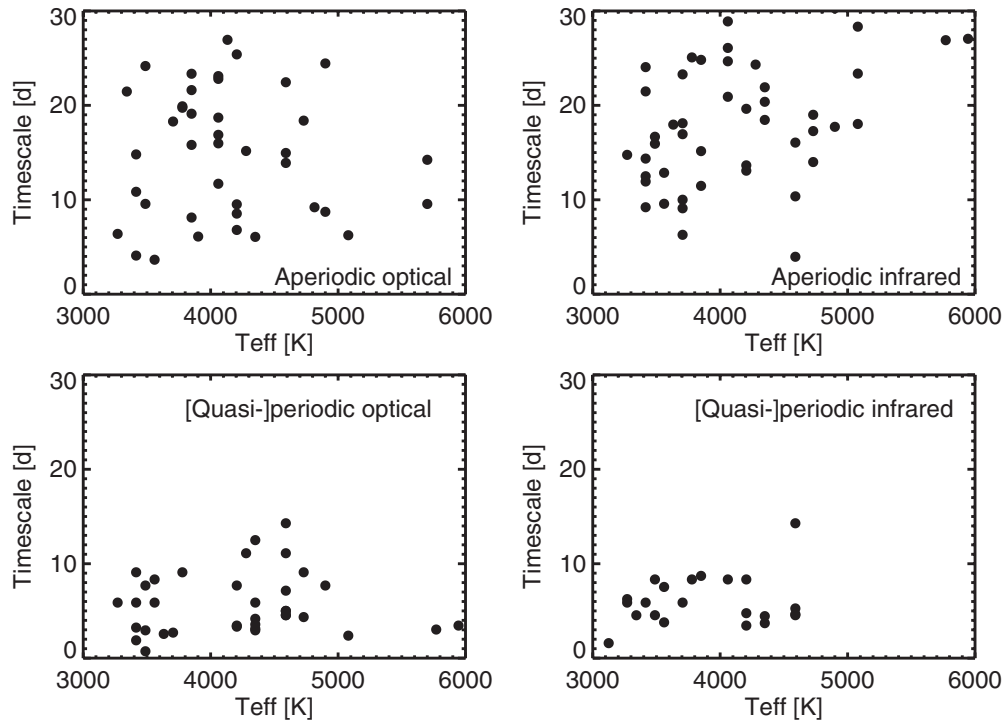 30
20
10
0
Timescale [d]
Aperiodic optical
3000 4000 5000 6000
Teff [K]
30
20
10
0
Timescale [d]
Aperiodic infrared
3000 4000 5000 6000
Teff [K]
30
20
10
0
Timescale [d]
[Quasi-]periodic optical
3000 4000 5000 6000
Teff [K]
30
20
10
0
Timescale [d]
[Quasi-]periodic infrared
3000 4000 5000 6000
Teff [K]